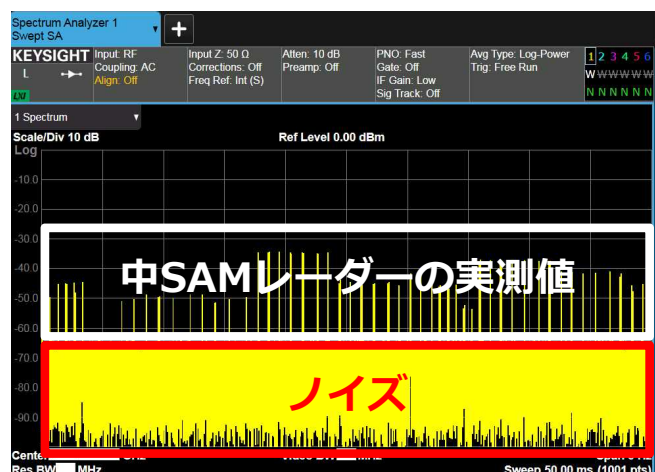 Spectrum Analyzer 1
Swept SA
+
KEYSIGHT
L
LXI
Input: RF
Coupling: AC
Align: Off
Input Z: 50 Ω
Corrections: Off
Freq Ref: Int (S)
Atten: 10 dB
Preamp: Off
PNO: Fast
Gate: Off
IF Gain: Low
Sig Track: Off
Avg Type: Log-Power
Trig: Free Run
1 2 3 4 5 6
W W W W W W
N N N N N N
1 Spectrum
Scale/Div 10 dB
Ref Level 0.00 dBm
Log
-10.0
-20.0
-30.0
-40.0
中SAMレーダーの実測値
-50.0
-60.0
-70.0
-80.0
ノイズ
-90.0
Res BW MHz
Sweep 50.00 ms (1001 pts)